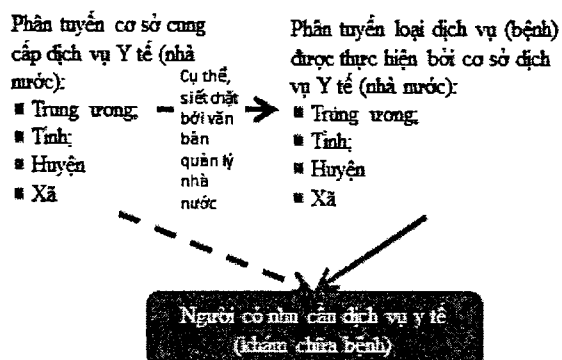 Phân tuyến cơ sở cung
cấp dịch vụ Y tế (nhà
nước):
■ Trung ương;
■ Tỉnh;
■ Huyện
■ Xã
Cụ thể,
siết chặt
bởi văn
bản
quản lý
nhà
nước
Phân tuyến loại dịch vụ (bệnh)
được thực hiện bởi cơ sở dịch
vụ Y tế (nhà nước):
■ Trung ương;
■ Tỉnh;
■ Huyện
■ Xã
Người có nhu cầu dịch vụ y tế
(khám chữa bệnh)